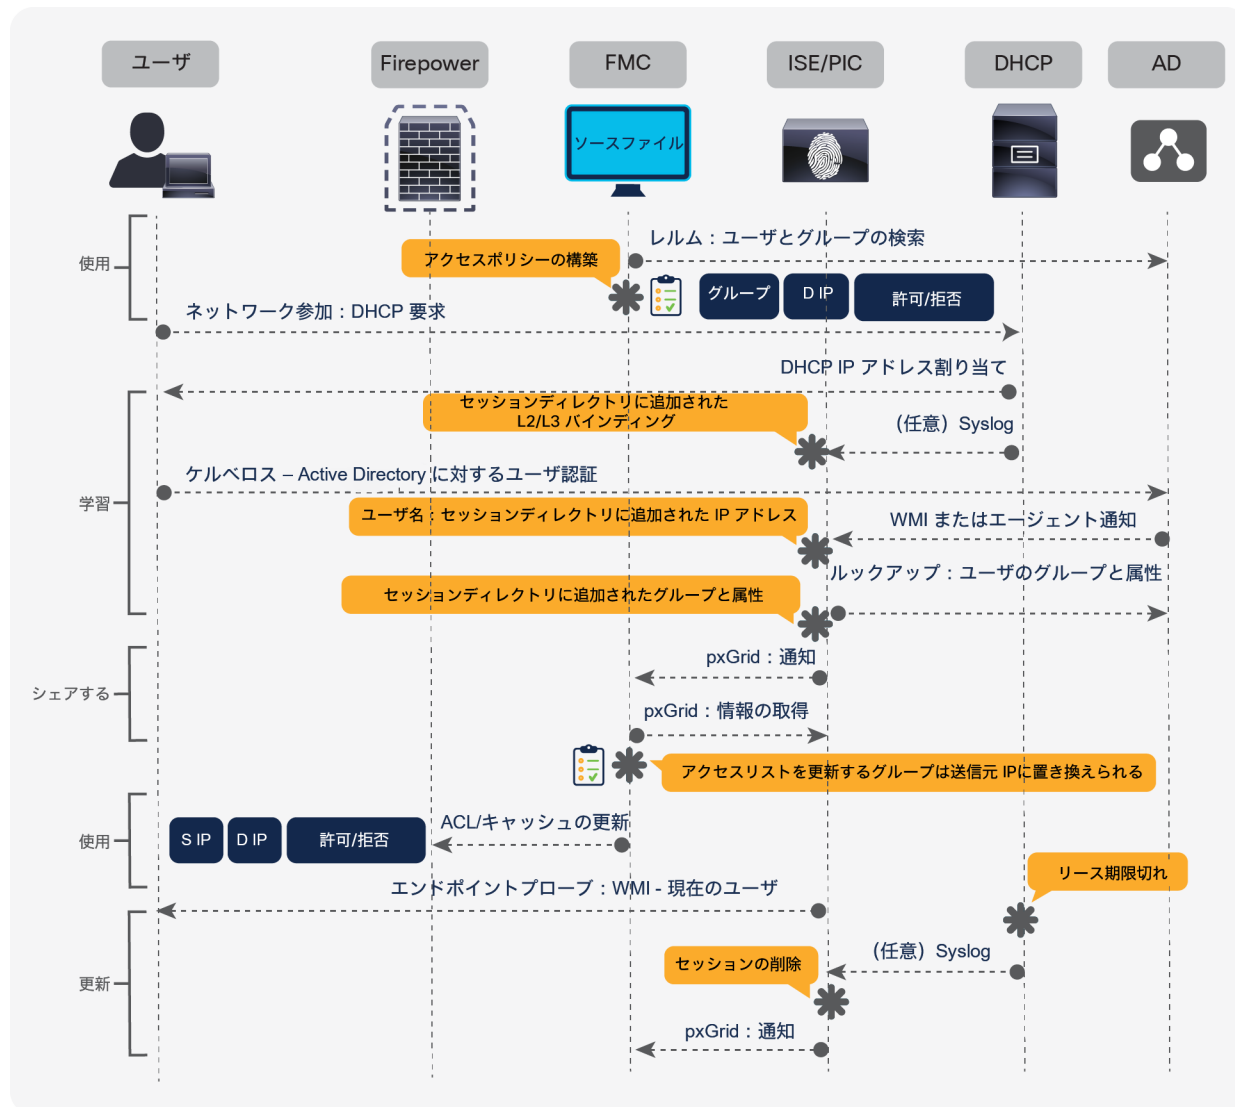 ユーザ
Firepower
FMC
ISE/PIC
DHCP
AD
ソースファイル
レルム：ユーザとグループの検索
アクセスポリシーの構築
使用
グループ
D IP
許可/拒否
ネットワーク参加：DHCP 要求
DHCP IP アドレス割り当て
セッションディレクトリに追加された
L2/L3 バインディング
（任意）Syslog
ケルベロス – Active Directory に対するユーザ認証
学習
ユーザ名：セッションディレクトリに追加された IP アドレス
WMI またはエージェント通知
ルックアップ：ユーザのグループと属性
セッションディレクトリに追加されたグループと属性
pxGrid：通知
シェアする
pxGrid：情報の取得
アクセスリストを更新するグループは送信元 IPに置き換えられる
ACL/キャッシュの更新
使用
S IP
D IP
許可/拒否
リース期限切れ
エンドポイントプローブ：WMI - 現在のユーザ
（任意）Syslog
セッションの削除
更新
pxGrid：通知